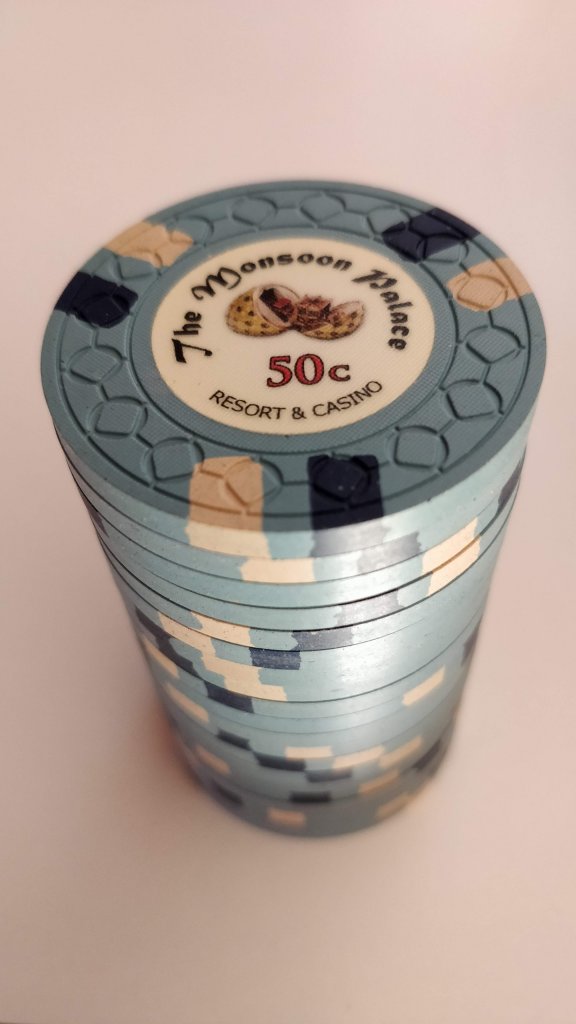 The Monsoon Palace
50c
RESORT & CASINO